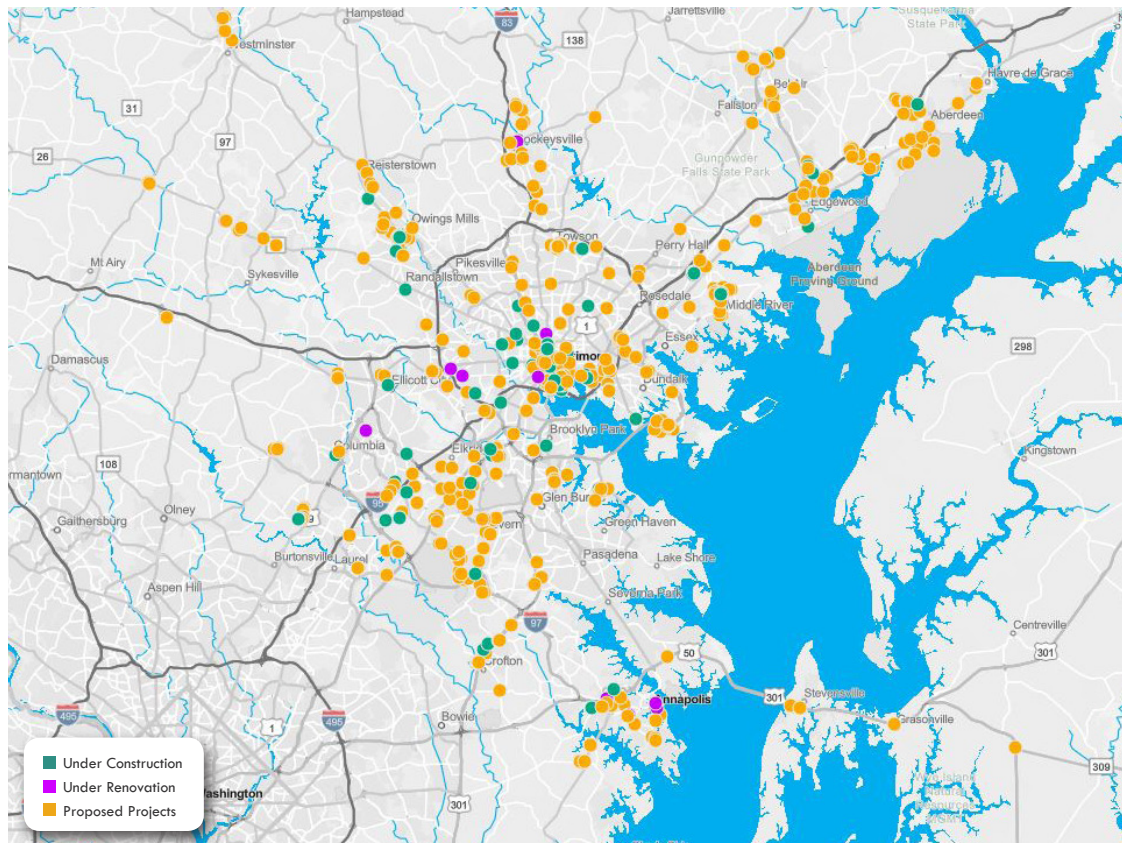 Hampstead
83
Jarrettsville
Susquehanna
State Park
Westminster
138
Bel Air
Havre de Grace
31
Fallston
Aberdeen
97
Cockeysville
26
Reisterstown
Gunpowder
Falls State Park
Edgewood
Owings Mills
Towson
Perry Hall
Mt Airy
Pikesville
Sykesville
Randallstown
Aberdeen
Proving Ground
Rosedale
Middle River
1
Essex
298
Damascus
Ellicott
Dundalk
Brooklyn Park
Columbia
Kingstown
108
95
Glen Bur
Gaithersburg
Olney
Green Haven
Burtonsville
Laurel
Pasadena
Lake Shore
Aspen Hill
Severna Park
97
Centreville
50
301
Crofton
301
Stevensville
Annapolis
495
1
495
Bowie
Grasonville
Under Construction
309
Under Renovation
Washington
301
Proposed Projects